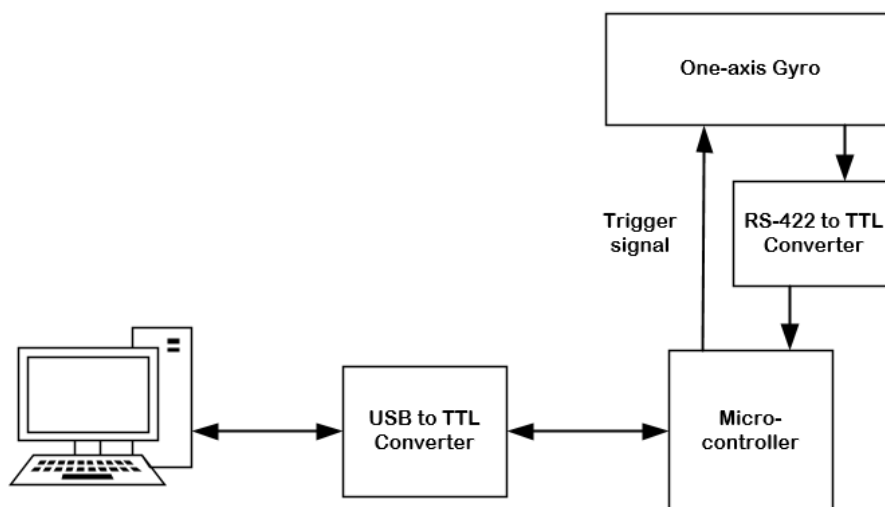 One-axis Gyro
Trigger
signal
RS-422 to TTL
Converter
USB to TTL
Converter
Micro-
controller